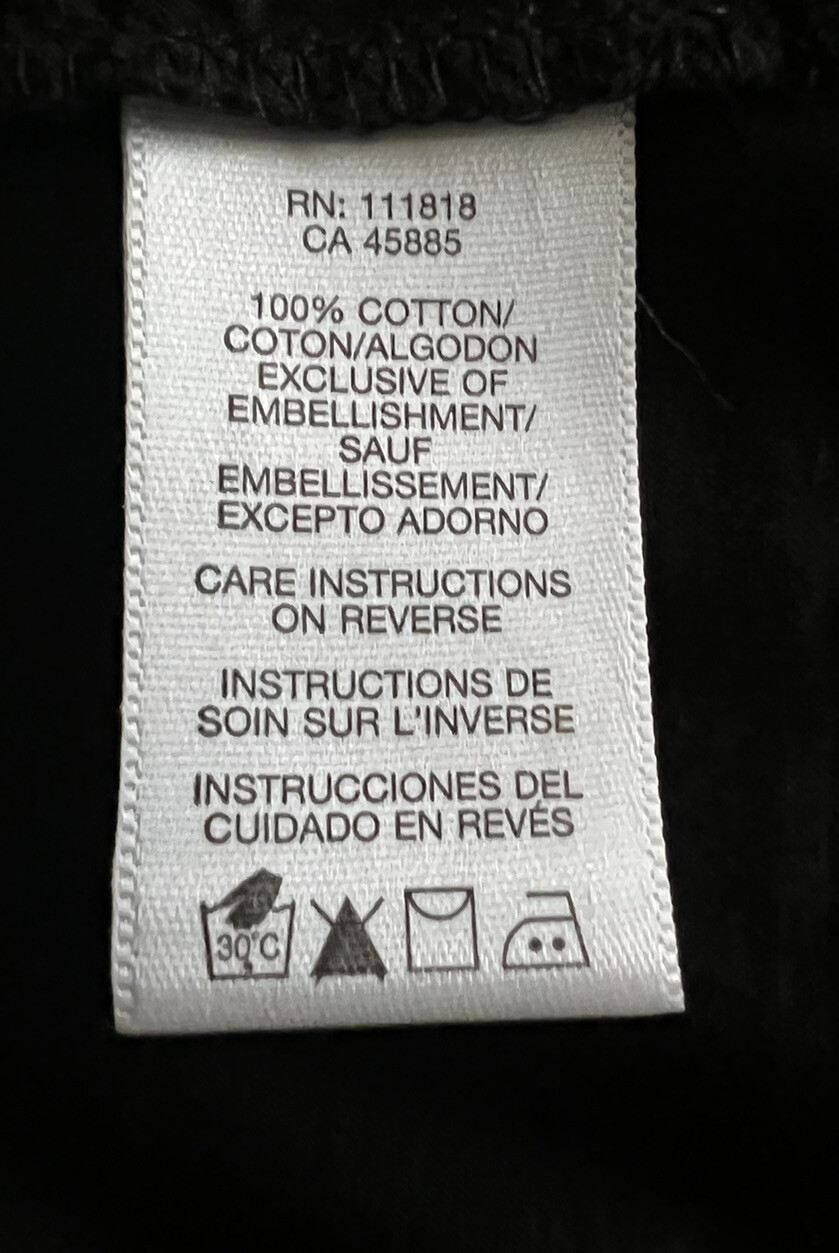 RN: 111818
CA 45885
100% COTTON/
COTON/ALGODON
EXCLUSIVE OF
EMBELLISHMENT/
SAUF
EMBELLISSEMENT/
EXCEPTO ADORNO
CARE INSTRUCTIONS
ON REVERSE
INSTRUCTIONS DE
SOIN SUR L'INVERSE
INSTRUCCIONES DEL
CUIDADO EN REVÉS
30°C